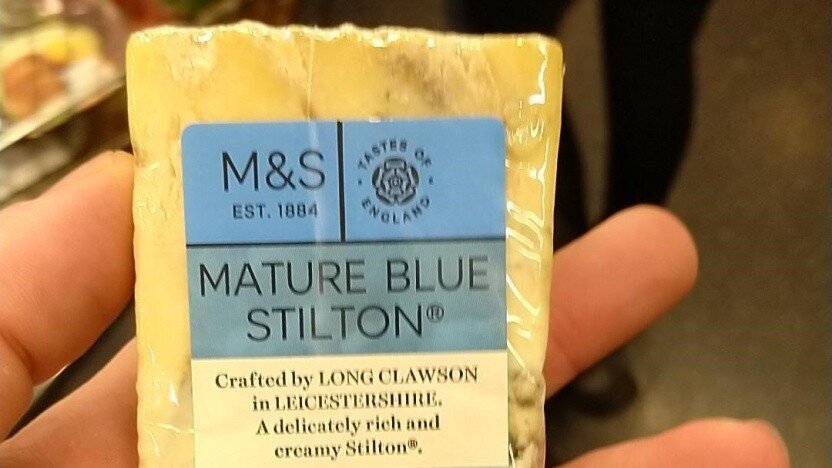 M&S
EST. 1884
TASTES OF
ENGLAND
MATURE BLUE
STILTON®
Crafted by LONG CLAWSON
in LEICESTERSHIRE.
A delicately rich and
creamy Stilton®.